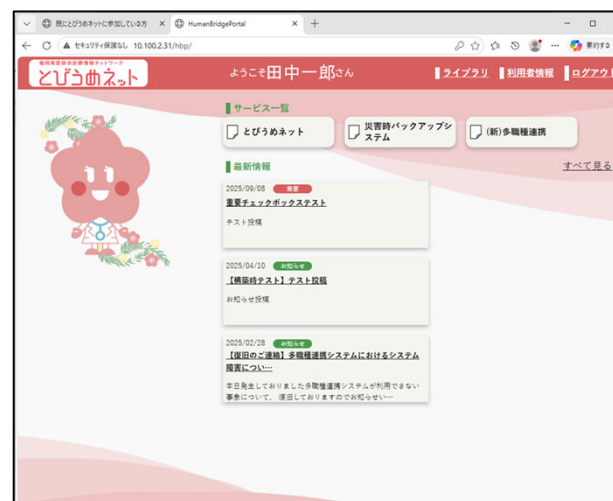 既にとびうめネットに参加している方
HumanBridgePortal
セキュリティ保護なし 10.100.2.31/hbp/
要約する
福岡県医師会診療情報ネットワーク
とびうめネット
ようこそ田中一郎さん
ライブラリ
利用者情報
ログアウト
サービス一覧
とびうめネット
災害時バックアップシ
ステム
(新)多職種連携
最新情報
すべて見る
2025/09/08 重要
重要チェックボックステスト
テスト投稿
2025/04/10 お知らせ
【構築時テスト】テスト投稿
お知らせ投稿
2025/02/28 お知らせ
【復旧のご連絡】多職種連携システムにおけるシステム
障害につい…
本日発生しておりました多職種連携システムが利用できない
事象について、 復旧しておりますのでお知らせい…